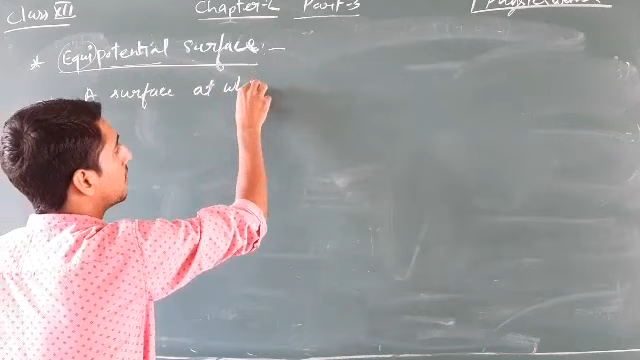 Class XII Chapter-2 Part-3
* Equipotential surface:-
A surface at wh